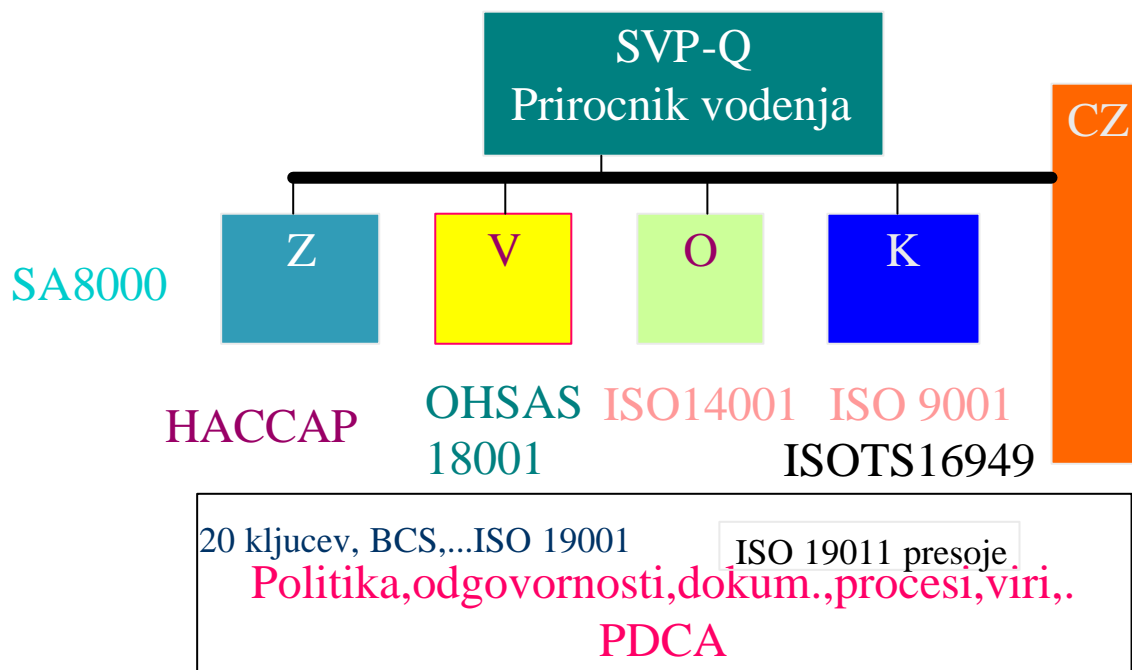 SVP-Q
Prirocnik vodenja
CZ
Z
V
O
K
SA8000
HACCAP
OHSAS
18001
ISO14001
ISO 9001
ISOTS16949
20 kljucev, BCS,...ISO 19001
ISO 19011 presoje
Politika,odgovornosti,dokum.,procesi,viri,.
PDCA